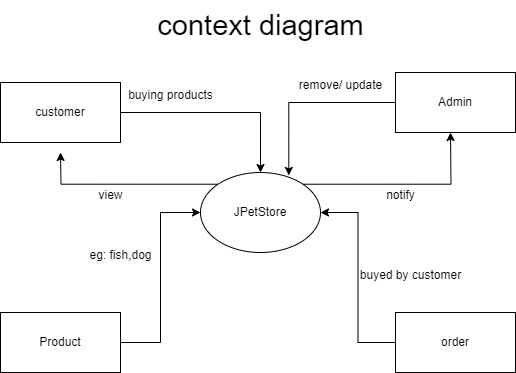 context diagram
buying products
remove/ update
customer
Admin
view
notify
JPetStore
eg: fish,dog
buyed by customer
Product
order